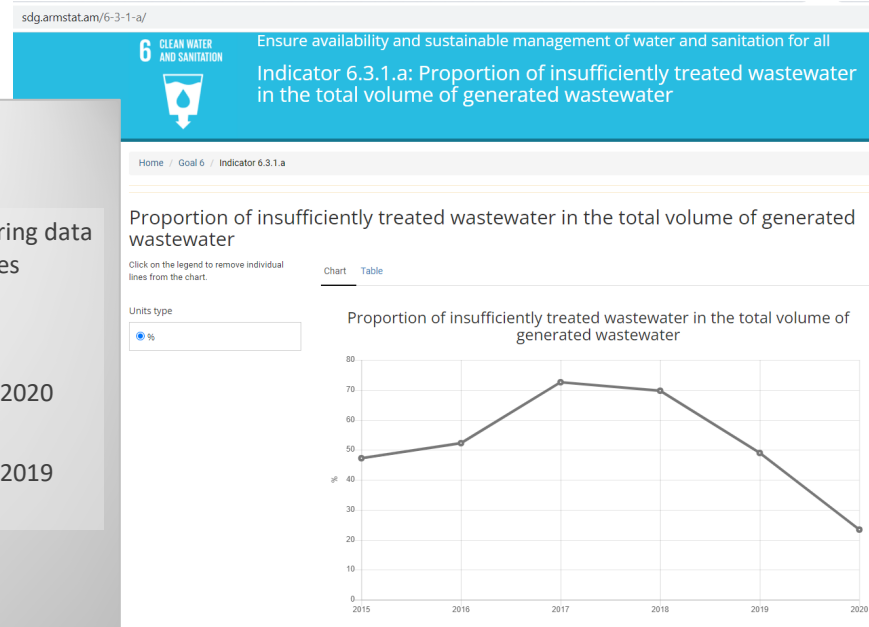 sdg.armstat.am/6-3-1-a/
6 CLEAN WATER
AND SANITATION
Ensure availability and sustainable management of water and sanitation for all
Indicator 6.3.1.a: Proportion of insufficiently treated wastewater
in the total volume of generated wastewater
Home / Goal 6 / Indicator 6.3.1.a
ring data
es
2020
2019
Proportion of insufficiently treated wastewater in the total volume of generated
wastewater
Click on the legend to remove individual
lines from the chart.
Units type
%
Chart Table
Proportion of insufficiently treated wastewater in the total volume of
generated wastewater
80
70
60
50
40
30
20
10
0
%
2015 2016 2017 2018 2019 2020